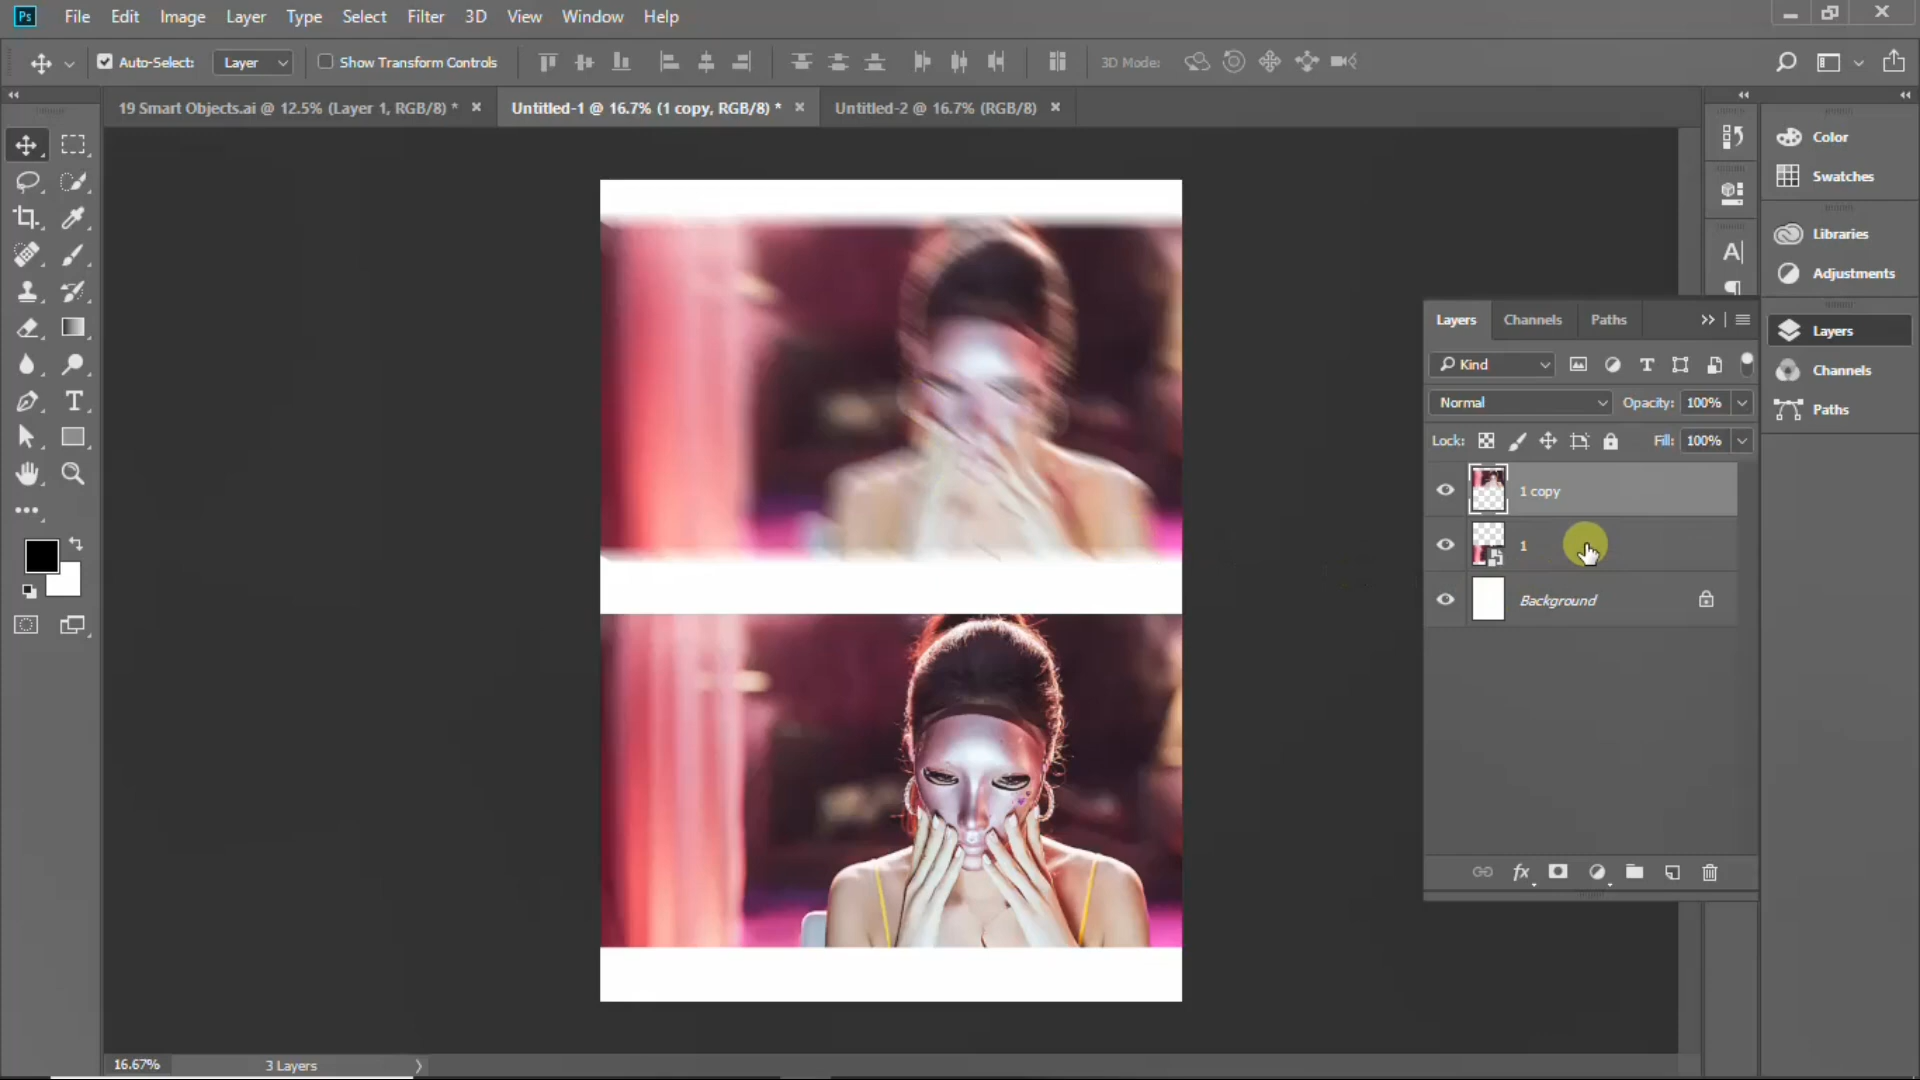 Ps File Edit Image Layer Type Select Filter 3D View Window Help
Auto-Select: Layer Show Transform Controls 3D Mode:
19 Smart Objects.ai @ 12.5% (Layer 1, RGB/8) * × Untitled-1 @ 16.7% (1 copy, RGB/8) * × Untitled-2 @ 16.7% (RGB/8) ×
Color
Swatches
Libraries
Adjustments
Layers
Channels
Paths
Layers Channels Paths
Kind
Normal Opacity: 100%
Lock: Fill: 100%
1 copy
1
Background
16.67% 3 Layers